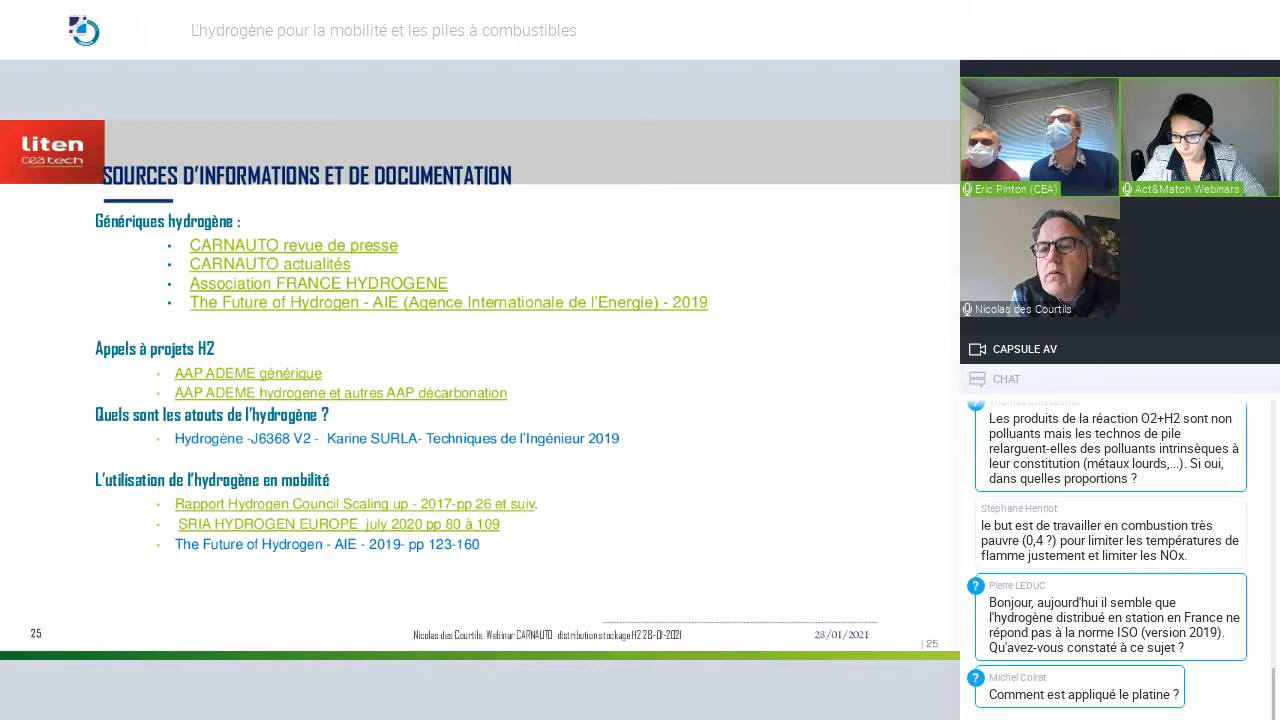 L'hydrogène pour la mobilité et les piles à combustibles
liten
ceatech
SOURCES D'INFORMATIONS ET DE DOCUMENTATION
Génériques hydrogène :
• CARNAUTO revue de presse
• CARNAUTO actualités
• Association FRANCE HYDROGENE
• The Future of Hydrogen - AIE (Agence Internationale de l'Energie) - 2019
Appels à projets H2
• AAP ADEME générique
• AAP ADEME hydrogene et autres AAP décarbonation
Quels sont les atouts de l'hydrogène ?
• Hydrogène -J6368 V2 - Karine SURLA- Techniques de l'Ingénieur 2019
L'utilisation de l'hydrogène en mobilité
• Rapport Hydrogen Council Scaling up - 2017-pp 26 et suiv.
• SRIA HYDROGEN EUROPE july 2020 pp 80 à 109
• The Future of Hydrogen - AIE - 2019- pp 123-160
25
Nicolas des Courtils Webinar CARNAUTO distribution stockage H2 28-01-2021
28/01/2021
| 25
Eric Pinton (CEA)
Act&Match Webinars
Nicolas des Courtils
CAPSULE AV
CHAT
Les produits de la réaction O2+H2 sont non
polluants mais les technos de pile
relarguent-elles des polluants intrinsèques à
leur constitution (métaux lourds,...). Si oui,
dans quelles proportions ?
Stephane Henriot
le but est de travailler en combustion très
pauvre (0,4 ?) pour limiter les températures de
flamme justement et limiter les NOx.
?
Pierre LEDUC
Bonjour, aujourd'hui il semble que
l'hydrogène distribué en station en France ne
répond pas à la norme ISO (version 2019).
Qu'avez-vous constaté à ce sujet ?
?
Michel Colrat
Comment est appliqué le platine ?